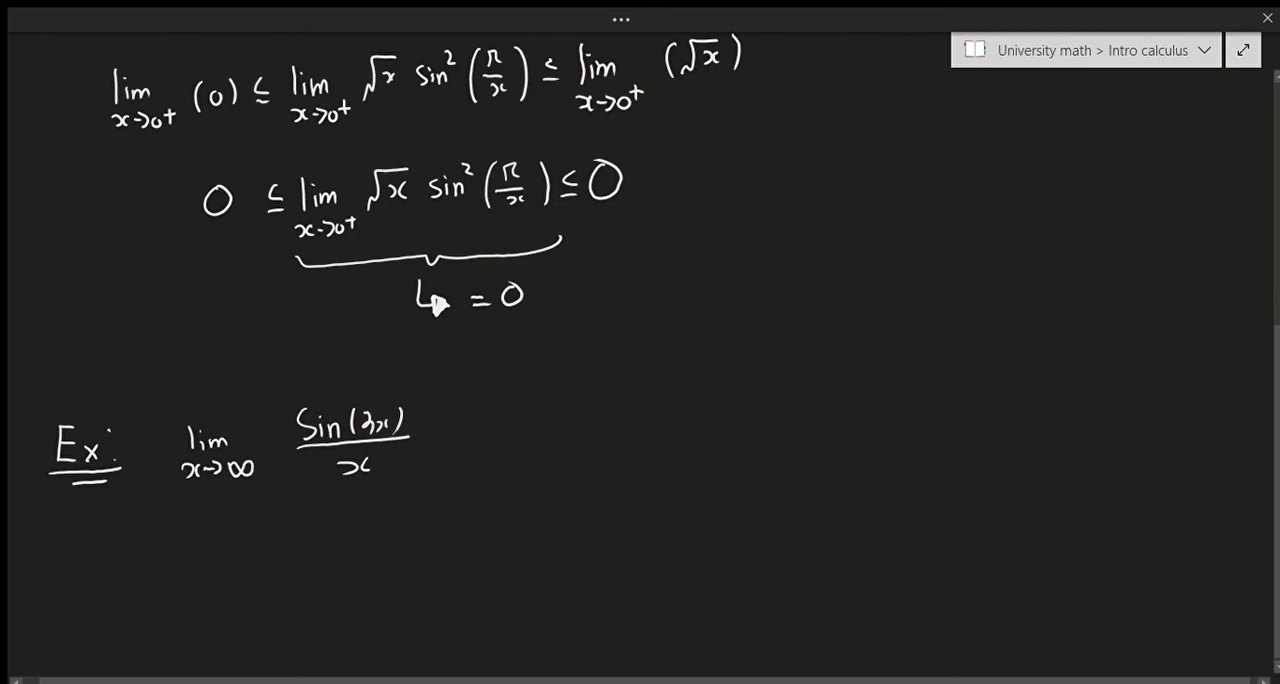 ...
University math > Intro calculus
lim x→0⁺ (0) ≤ lim x→0⁺ √x sin² (π/x) ≤ lim x→0⁺ (√x)
0 ≤ lim x→0⁺ √x sin² (π/x) ≤ 0
= 0
Ex: lim x→∞ Sin(3x)/x